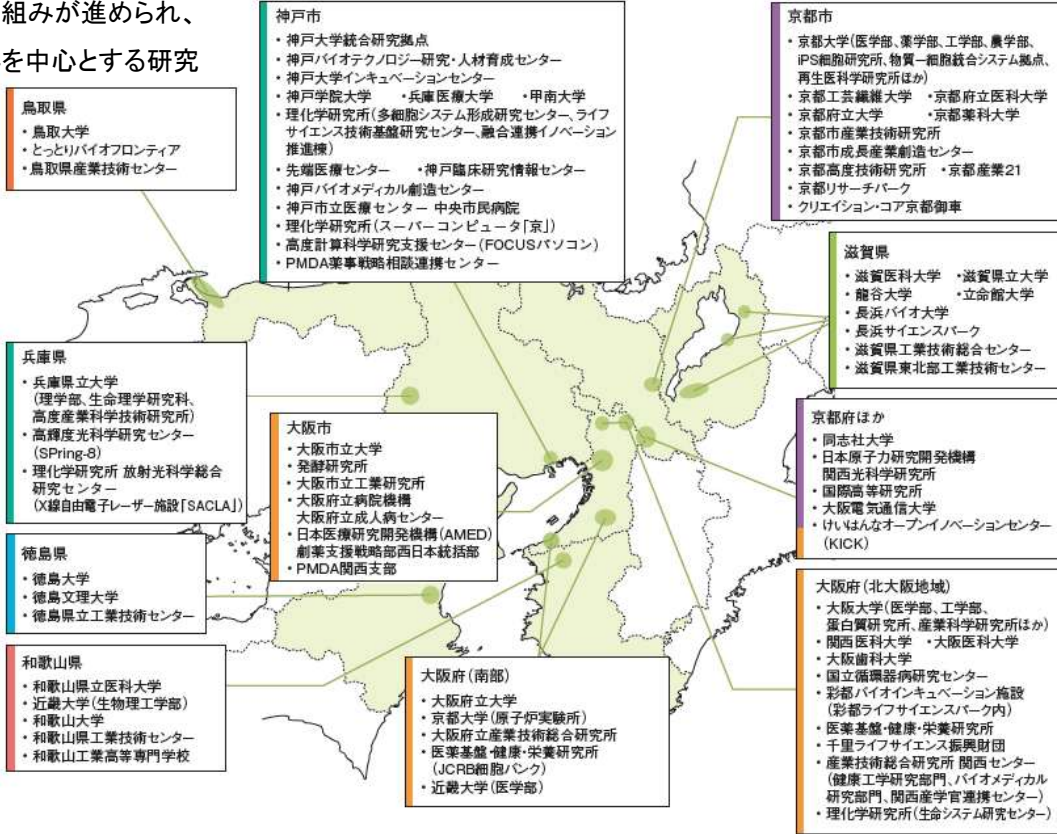 組みが進められ、
を中心とする研究
鳥取県
・鳥取大学
・とっとりバイオフロンティア
・鳥取県産業技術センター
神戸市
・神戸大学統合研究拠点
・神戸バイオテクノロジー研究・人材育成センター
・神戸大学インキュベーションセンター
・神戸学院大学 ・兵庫医療大学 ・甲南大学
・理化学研究所(多細胞システム形成研究センター、ライフ
サイエンス技術基盤研究センター、融合連携イノベーション
推進棟)
・先端医療センター ・神戸臨床研究情報センター
・神戸バイオメディカル創造センター
・神戸市立医療センター 中央市民病院
・理化学研究所(スーパーコンピュータ「京」)
・高度計算科学研究支援センター(FOCUSパソコン)
・PMDA薬事戦略相談連携センター
京都市
・京都大学(医学部、薬学部、工学部、農学部、
iPS細胞研究所、物質－細胞統合システム拠点、
再生医科学研究所ほか)
・京都工芸繊維大学 ・京都府立医科大学
・京都府立大学 ・京都薬科大学
・京都市産業技術研究所
・京都市成長産業創造センター
・京都高度技術研究所 ・京都産業21
・京都リサーチパーク
・クリエイション・コア京都御車
滋賀県
・滋賀医科大学 ・滋賀県立大学
・龍谷大学 ・立命館大学
・長浜バイオ大学
・長浜サイエンスパーク
・滋賀県工業技術総合センター
・滋賀県東北部工業技術センター
兵庫県
・兵庫県立大学
(理学部、生命理学研究科、
高度産業科学技術研究所)
・高輝度光科学研究センター
(SPring-8)
・理化学研究所 放射光科学総合
研究センター
(X線自由電子レーザー施設「SACLA」)
大阪市
・大阪市立大学
・発酵研究所
・大阪市立工業研究所
・大阪府立病院機構
大阪府立成人病センター
・日本医療研究開発機構(AMED)
創薬支援戦略部西日本統括部
・PMDA関西支部
京都府ほか
・同志社大学
・日本原子力研究開発機構
関西光科学研究所
・国際高等研究所
・大阪電気通信大学
・けいはんなオープンイノベーションセンター
(KICK)
徳島県
・徳島大学
・徳島文理大学
・徳島県立工業技術センター
和歌山県
・和歌山県立医科大学
・近畿大学(生物理工学部)
・和歌山大学
・和歌山県工業技術センター
・和歌山工業高等専門学校
大阪府(南部)
・大阪府立大学
・京都大学(原子炉実験所)
・大阪府立産業技術総合研究所
・医薬基盤・健康・栄養研究所
(JCRB細胞バンク)
・近畿大学(医学部)
大阪府(北大阪地域)
・大阪大学(医学部、工学部、
蛋白質研究所、産業科学研究所ほか)
・関西医科大学 ・大阪医科大学
・大阪歯科大学
・国立循環器病研究センター
・彩都バイオインキュベーション施設
(彩都ライフサイエンスパーク内)
・医薬基盤・健康・栄養研究所
・千里ライフサイエンス振興財団
・産業技術総合研究所 関西センター
(健康工学研究部門、バイオメディカル
研究部門、関西産学官連携センター)
・理化学研究所(生命システム研究センター)